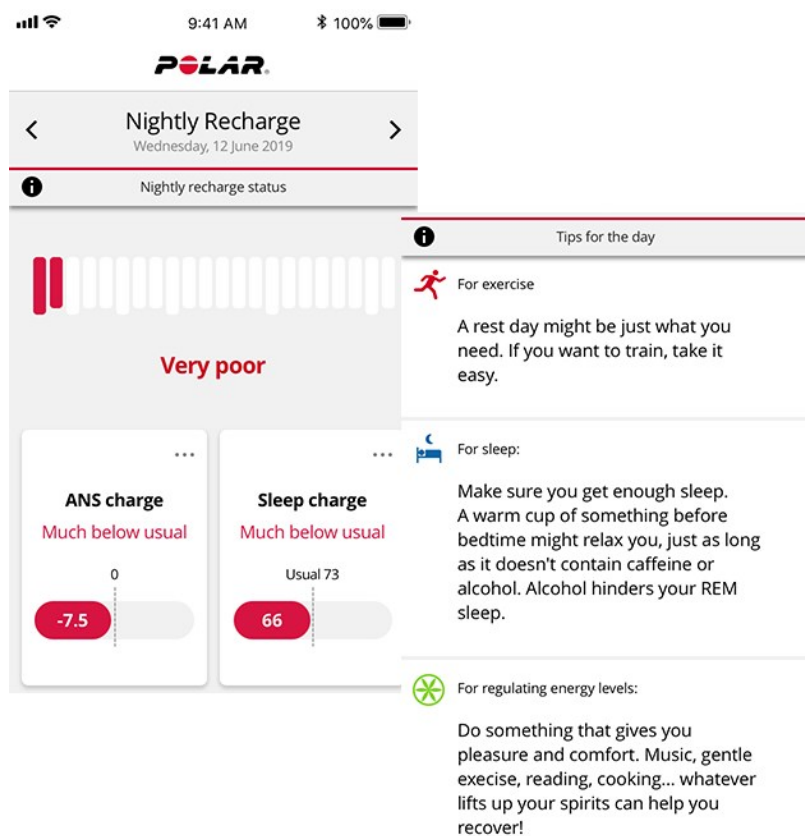 9:41 AM
100%
POLAR
Nightly Recharge
Wednesday, 12 June 2019
Nightly recharge status
Very poor
ANS charge
Much below usual
0
-7.5
Sleep charge
Much below usual
Usual 73
66
Tips for the day
For exercise
A rest day might be just what you
need. If you want to train, take it
easy.
For sleep:
Make sure you get enough sleep.
A warm cup of something before
bedtime might relax you, just as long
as it doesn't contain caffeine or
alcohol. Alcohol hinders your REM
sleep.
For regulating energy levels:
Do something that gives you
pleasure and comfort. Music, gentle
execise, reading, cooking... whatever
lifts up your spirits can help you
recover!